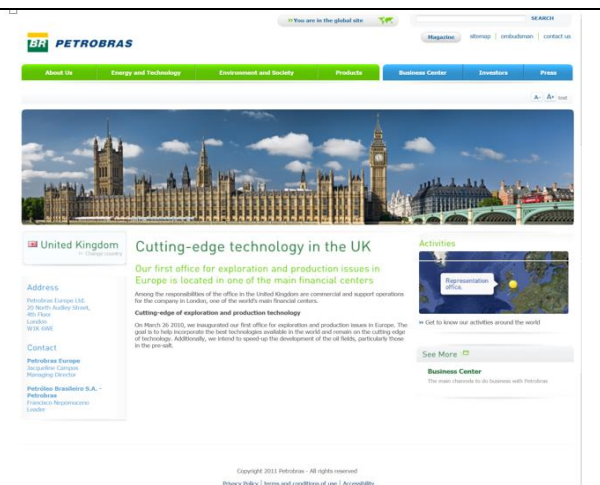 You are in the global site
SEARCH
BR PETROBRAS
Magazine sitemap | ombudsman | contact us
About Us Energy and Technology Environment and Society Products Business Center Investors Press
A- A+ text
United Kingdom
Change country
Cutting-edge technology in the UK
Our first office for exploration and production issues in
Europe is located in one of the main financial centers
Among the responsibilities of the office in the United Kingdom are commercial and support operations
for the company in London, one of the world's main financial centers.
Cutting-edge of exploration and production technology
On March 26 2010, we inaugurated our first office for exploration and production issues in Europe. The
goal is to help incorporate the best technologies available in the world and remain on the cutting edge
of technology. Additionally, we intend to speed-up the development of the oil fields, particularly those
in the pre-salt.
Address
Petrobras Europe Ltd.
20 North Audley Street,
4th Floor
London
W1K 6WE
Contact
Petrobras Europe
Jacqueline Campos
Managing Director
Petróleo Brasileiro S.A. -
Petrobras
Francisco Nepomuceno
Leader
Activities
Representation
office.
Get to know our activities around the world
See More
Business Center
The main channels to do business with Petrobras
Copyright 2011 Petrobras - All rights reserved
Privacy Policy | terms and conditions of use | Accessibility